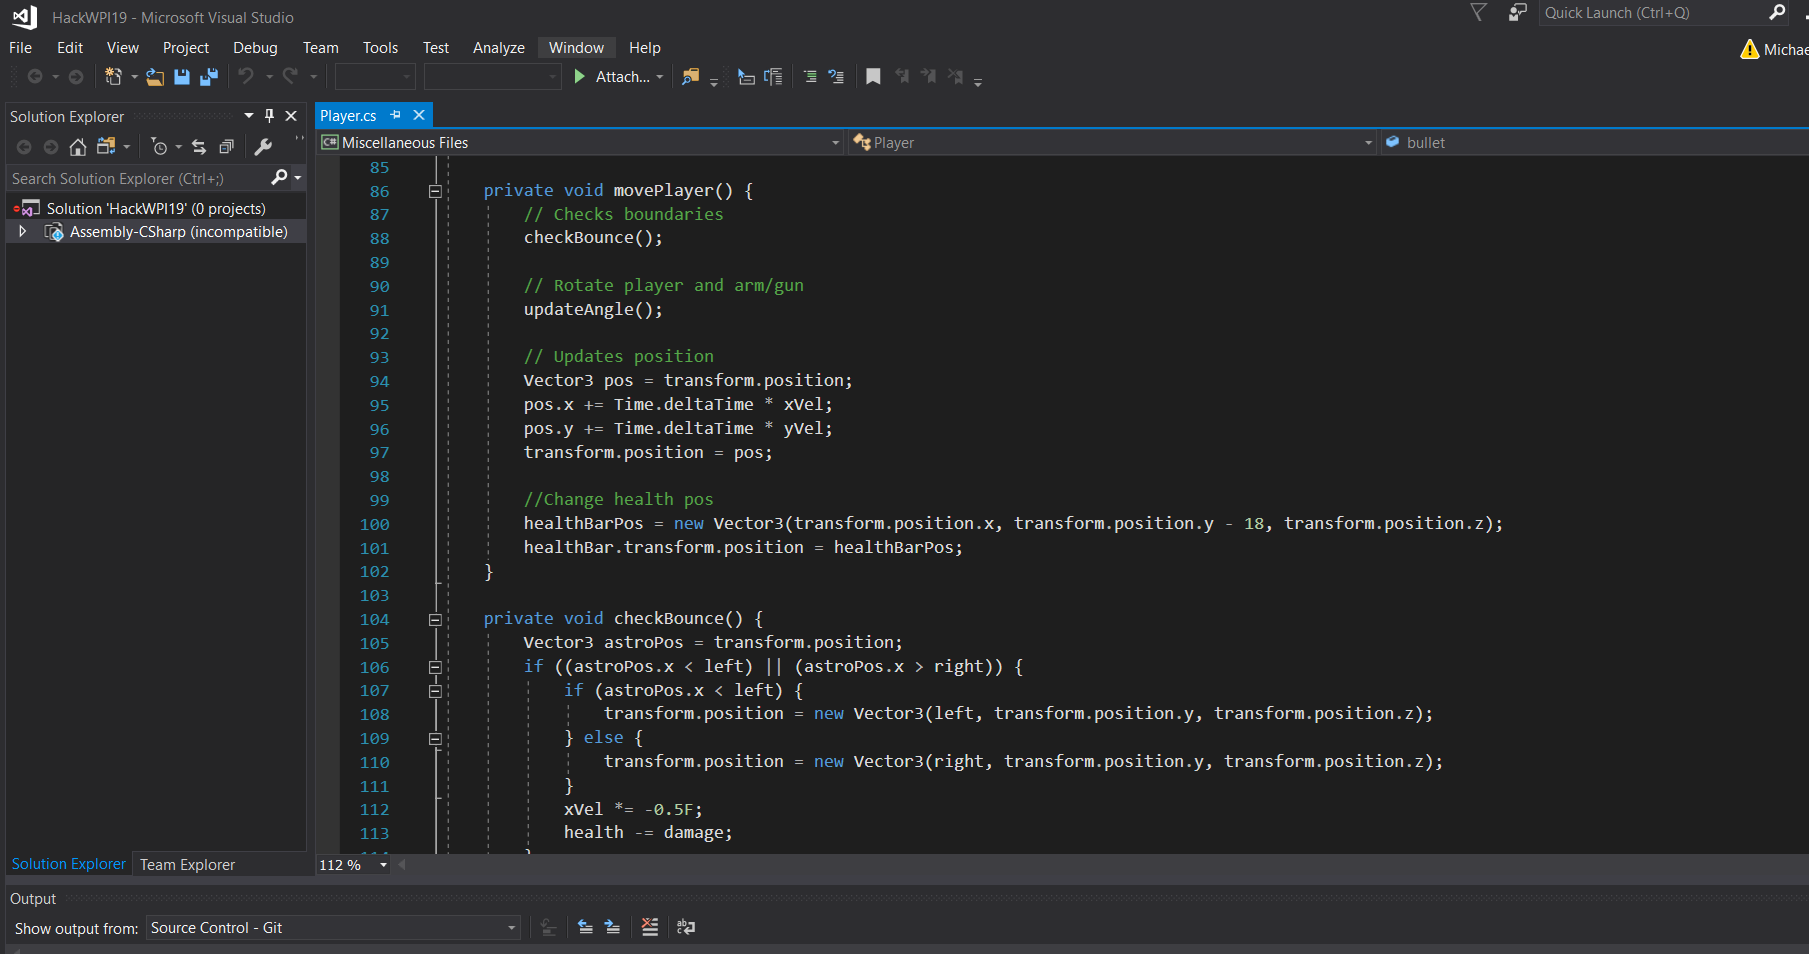 HackWPI19 - Microsoft Visual Studio
Quick Launch (Ctrl+Q)
File Edit View Project Debug Team Tools Test Analyze Window Help
Michae
Attach...
Solution Explorer
Player.cs
Miscellaneous Files
Player
bullet
Search Solution Explorer (Ctrl+;)
Solution 'HackWPI19' (0 projects)
Assembly-CSharp (incompatible)
85
86 private void movePlayer() {
87 // Checks boundaries
88 checkBounce();
89
90 // Rotate player and arm/gun
91 updateAngle();
92
93 // Updates position
94 Vector3 pos = transform.position;
95 pos.x += Time.deltaTime * xVel;
96 pos.y += Time.deltaTime * yVel;
97 transform.position = pos;
98
99 //Change health pos
100 healthBarPos = new Vector3(transform.position.x, transform.position.y - 18, transform.position.z);
101 healthBar.transform.position = healthBarPos;
102 }
103
104 private void checkBounce() {
105 Vector3 astroPos = transform.position;
106 if ((astroPos.x < left) || (astroPos.x > right)) {
107 if (astroPos.x < left) {
108 transform.position = new Vector3(left, transform.position.y, transform.position.z);
109 } else {
110 transform.position = new Vector3(right, transform.position.y, transform.position.z);
111 }
112 xVel *= -0.5F;
113 health -= damage;
Solution Explorer Team Explorer
112 %
Output
Show output from: Source Control - Git